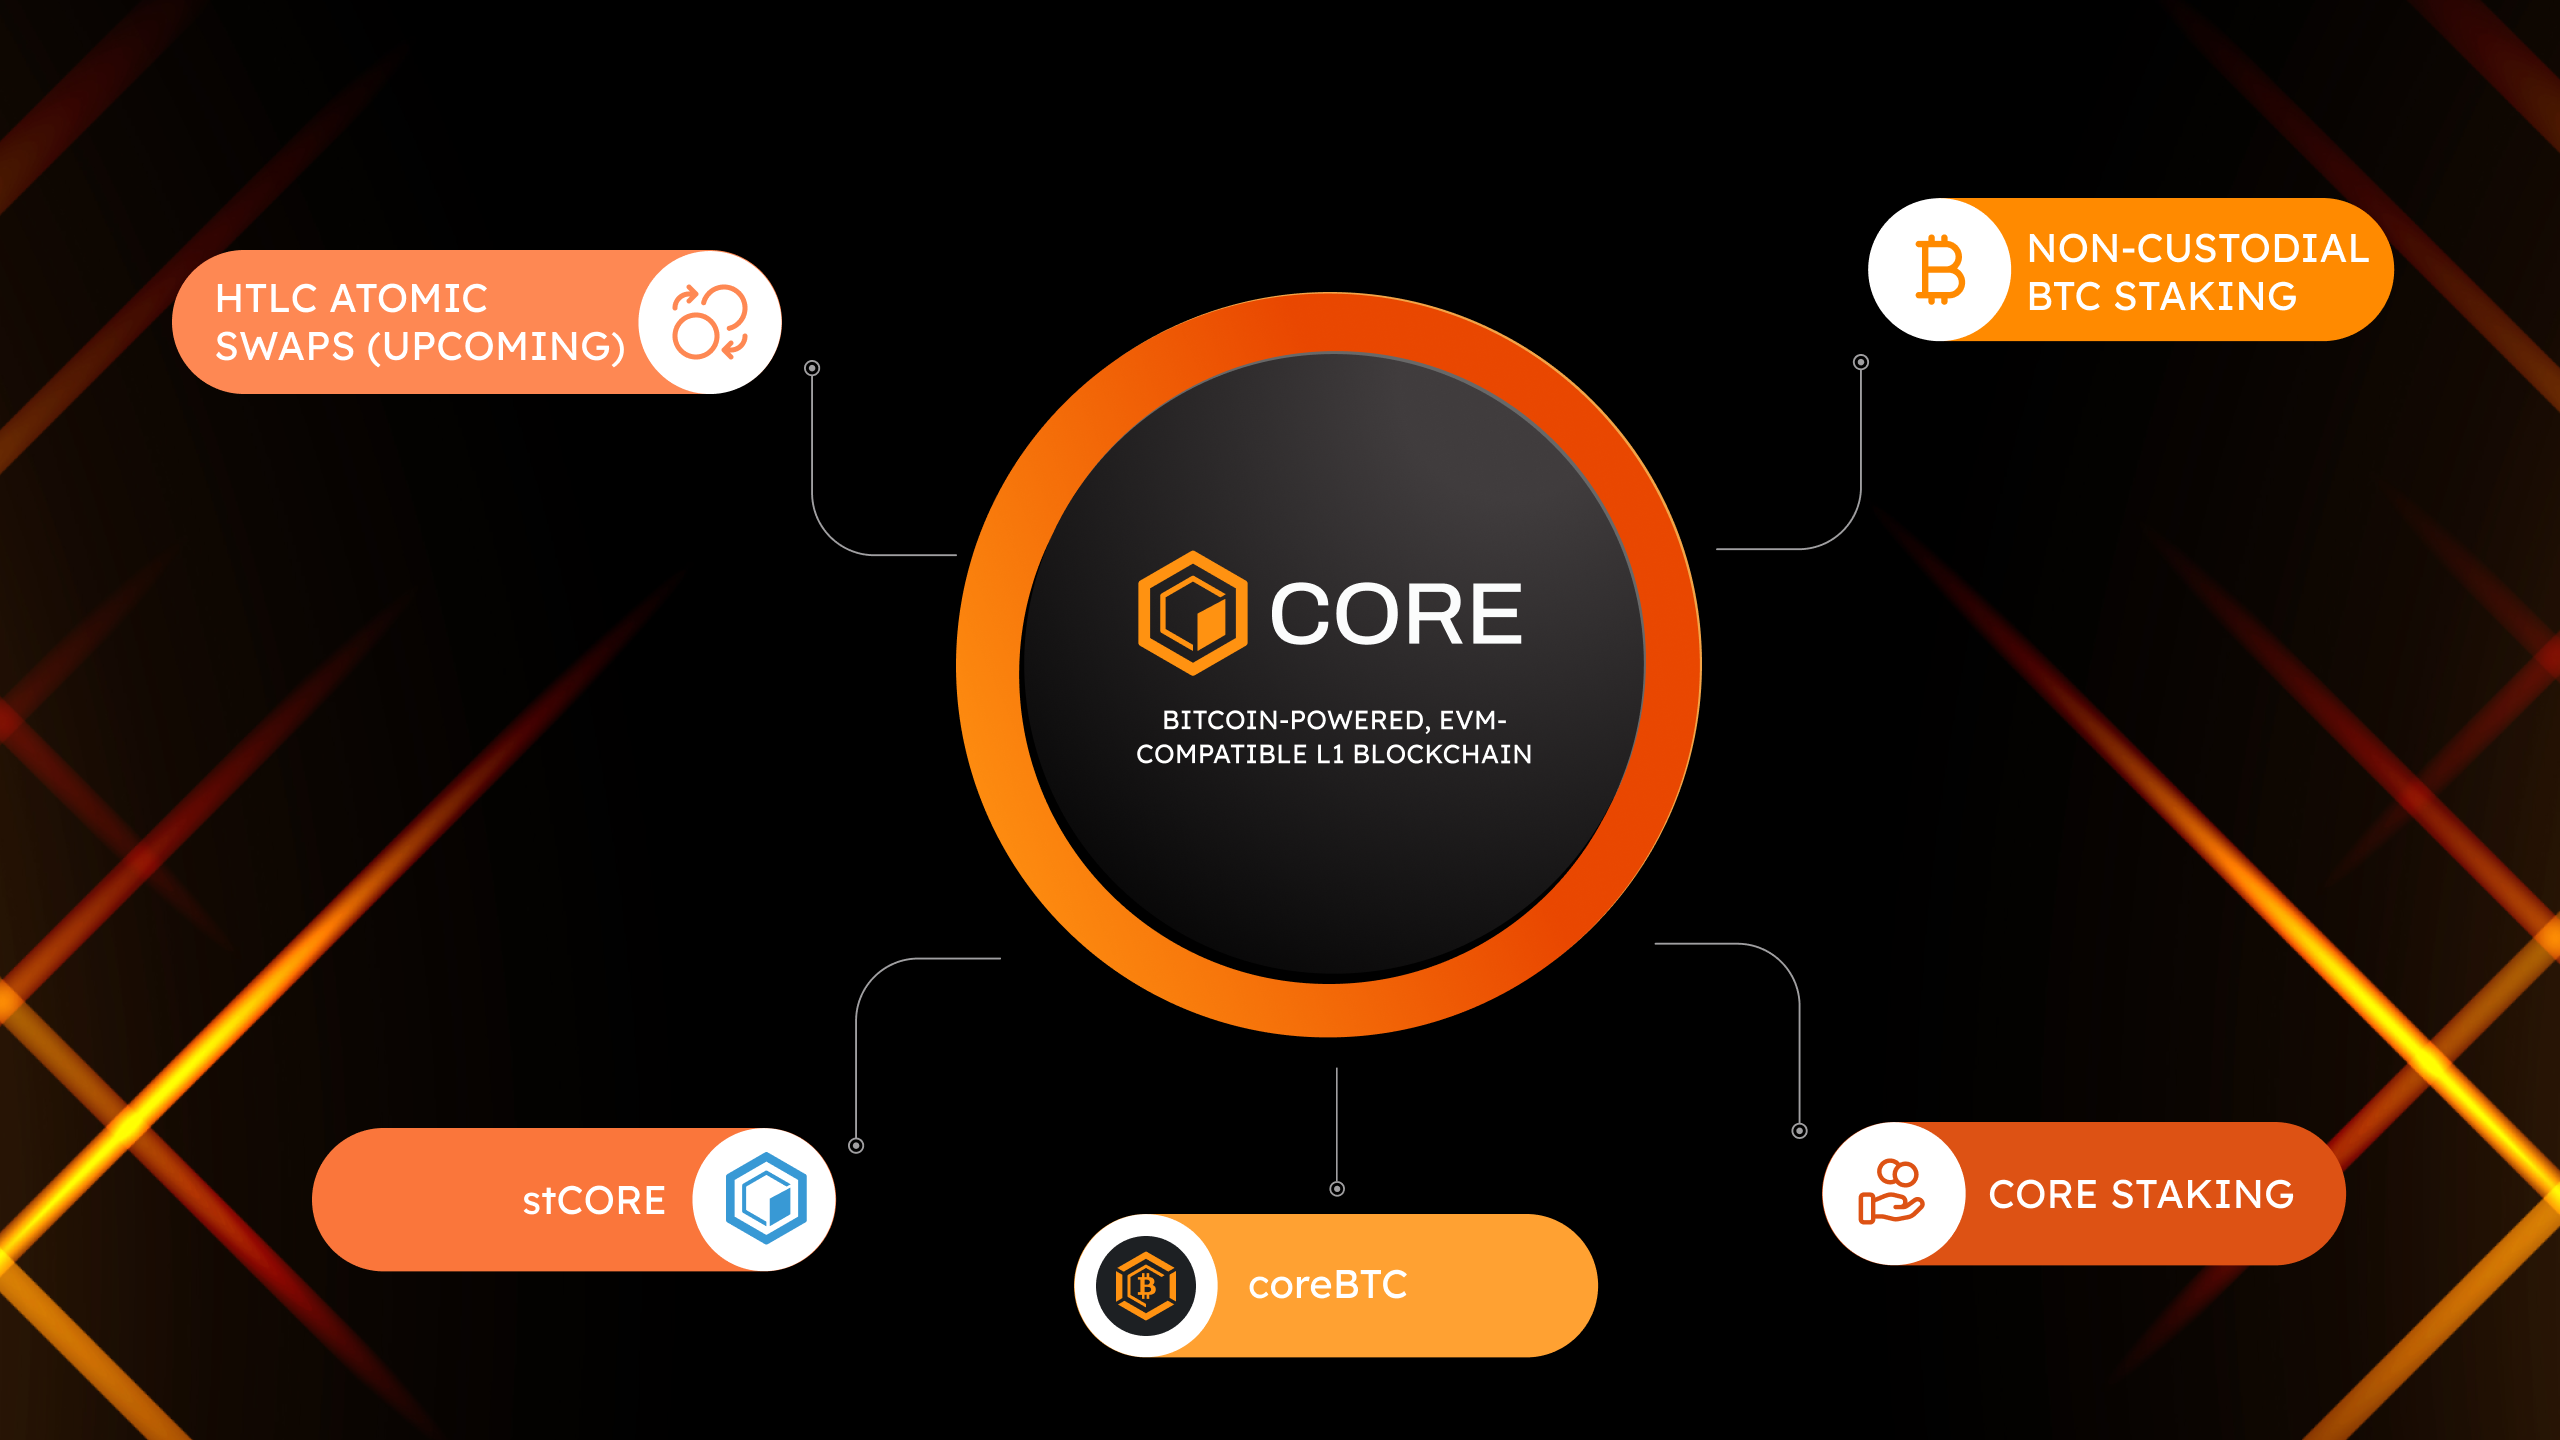 HTLC ATOMIC
SWAPS (UPCOMING)
NON-CUSTODIAL
BTC STAKING
CORE
BITCOIN-POWERED, EVM-
COMPATIBLE L1 BLOCKCHAIN
stCORE
coreBTC
CORE STAKING